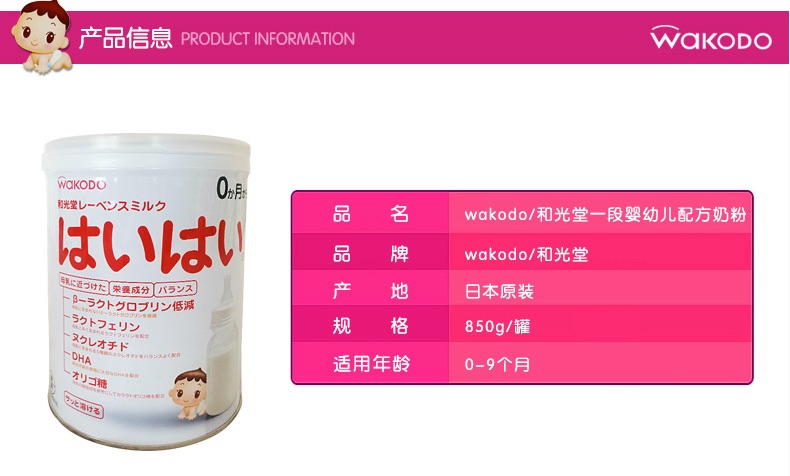 产品信息 PRODUCT INFORMATION
WAKODO
WAKODO
0か月から
和光堂レーベンスミルク
はいはい
母乳に近づけた 栄養成分 バランス
β-ラクトグロブリン低減
ラクトフェリン
ヌクレオチド
DHA
オリゴ糖
サッと溶ける
品 名 wakodo/和光堂一段婴幼儿配方奶粉
品 牌 wakodo/和光堂
产 地 日本原装
规 格 850g/罐
适用年龄 0-9个月